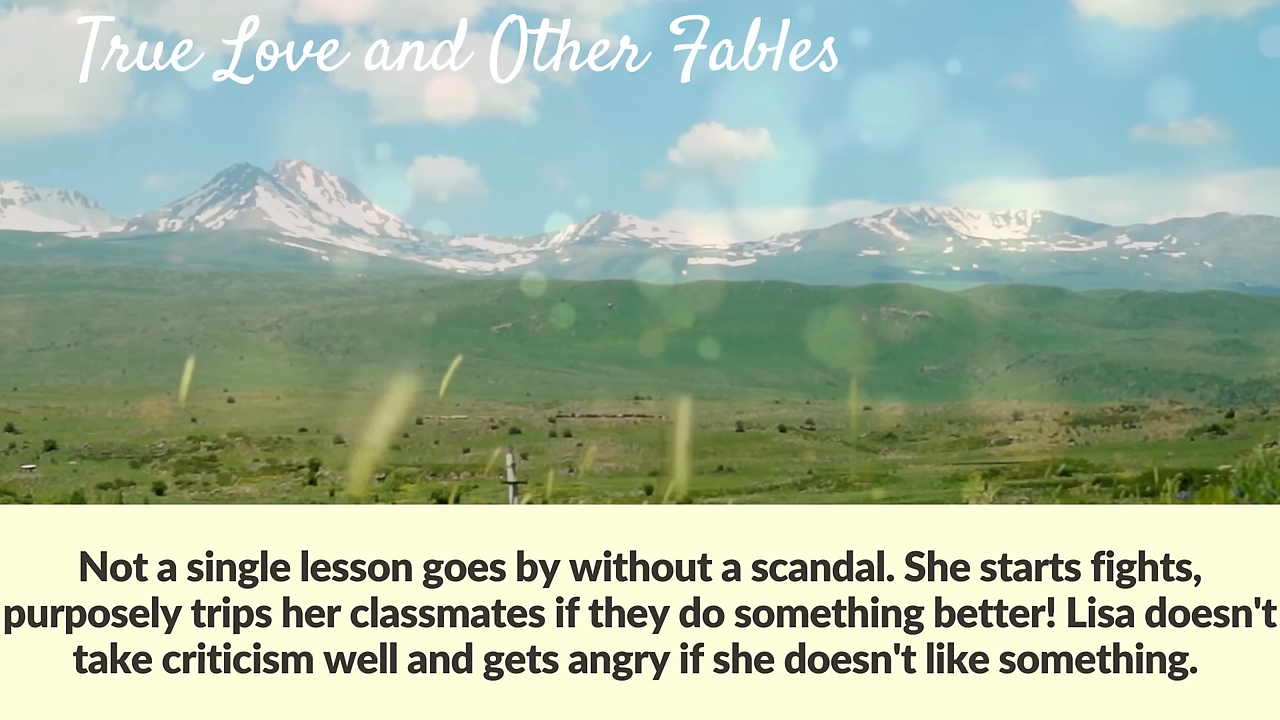 True Love and Other Fables
Not a single lesson goes by without a scandal. She starts fights,
purposely trips her classmates if they do something better! Lisa doesn't
take criticism well and gets angry if she doesn't like something.